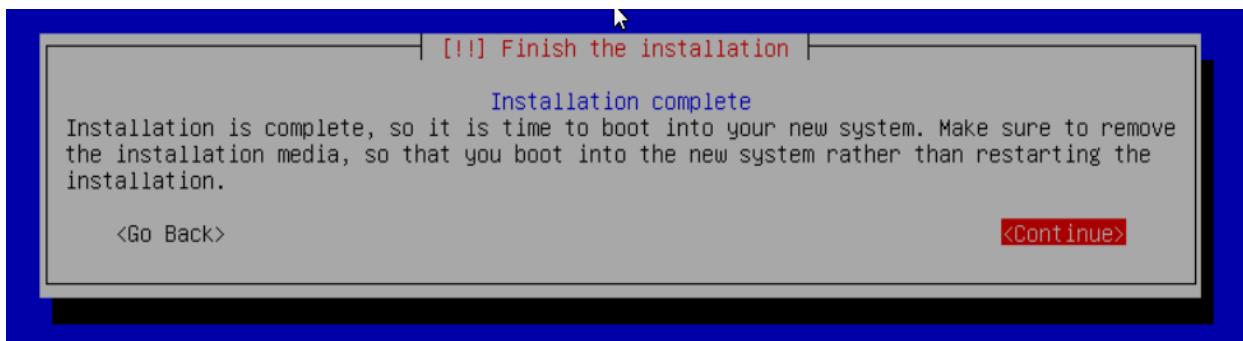 [!!] Finish the installation
Installation complete
Installation is complete, so it is time to boot into your new system. Make sure to remove
the installation media, so that you boot into the new system rather than restarting the
installation.
<Go Back> <Continue>